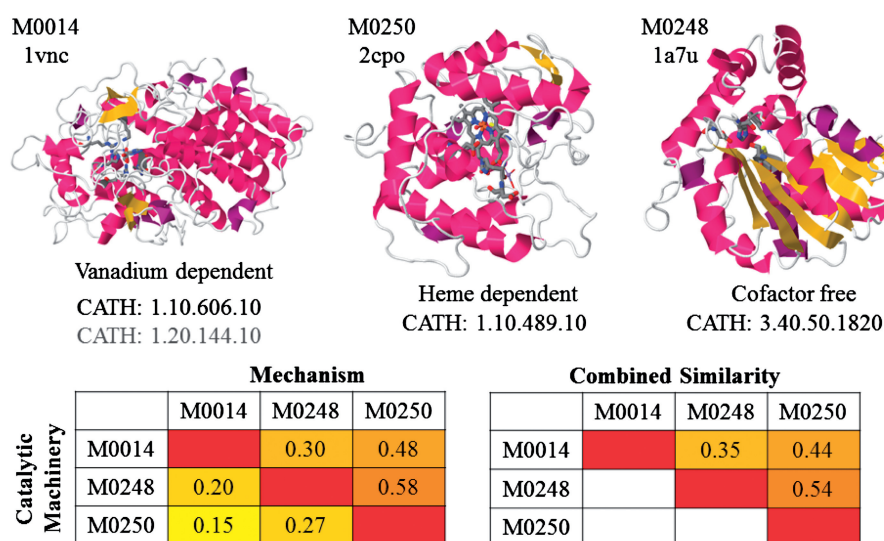 M0014
1vnc
M0250
2cpo
M0248
1a7u
Vanadium dependent
CATH: 1.10.606.10
CATH: 1.20.144.10
Heme dependent
CATH: 1.10.489.10
Cofactor free
CATH: 3.40.50.1820
Mechanism
M0014 M0248 M0250
Catalytic
Machinery
M0014 0.30 0.48
M0248 0.20 0.58
M0250 0.15 0.27
Combined Similarity
M0014 M0248 M0250
M0014 0.35 0.44
M0248 0.54
M0250